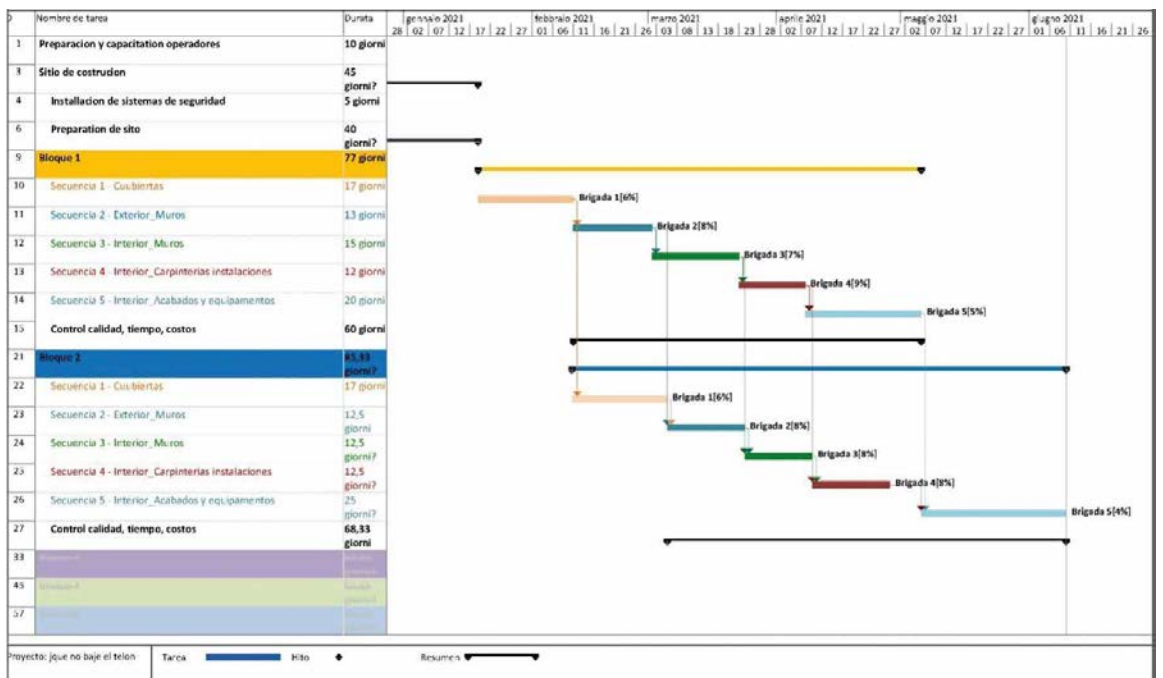 Nombre de tarea Durata gennaio 2021 febbraio 2021 marzo 2021 aprile 2021 maggio 2021 giugno 2021
28 02 07 12 17 22 27 01 06 11 16 21 26 03 08 13 18 23 28 02 07 12 17 22 27 02 07 12 17 22 27 01 06 11 16 21 26
1 Preparacion y capacitation operadores 10 giorni
3 Sitio de costrucion 45
giorni?
4 Installacion de sistemas de seguridad 5 giorni
6 Preparation de sito 40
giorni?
9 Bloque 1 77 giorni
10 Secuencia 1 - Cuubiertas 17 giorni Brigada 1[6%]
11 Secuencia 2 - Exterior_Muros 13 giorni Brigada 2[8%]
12 Secuencia 3 - Interior_Muros 15 giorni Brigada 3[7%]
13 Secuencia 4 - Interior_Carpinterias instalaciones 12 giorni Brigada 4[9%]
14 Secuencia 5 - Interior_Acabados y equipamentos 20 giorni Brigada 5[5%]
15 Control calidad, tiempo, costos 60 giorni
21 Bloque 2 85,33
giorni?
22 Secuencia 1 - Cuubiertas 17 giorni Brigada 1[6%]
23 Secuencia 2 - Exterior_Muros 12,5
giorni Brigada 2[8%]
24 Secuencia 3 - Interior_Muros 12,5
giorni? Brigada 3[8%]
25 Secuencia 4 - Interior_Carpinterias instalaciones 12,5
giorni? Brigada 4[8%]
26 Secuencia 5 - Interior_Acabados y equipamentos 25
giorni? Brigada 5[4%]
27 Control calidad, tiempo, costos 68,33
giorni
33
45
57
Proyecto: ¡que no baje el telon Tarea Hito Resumen